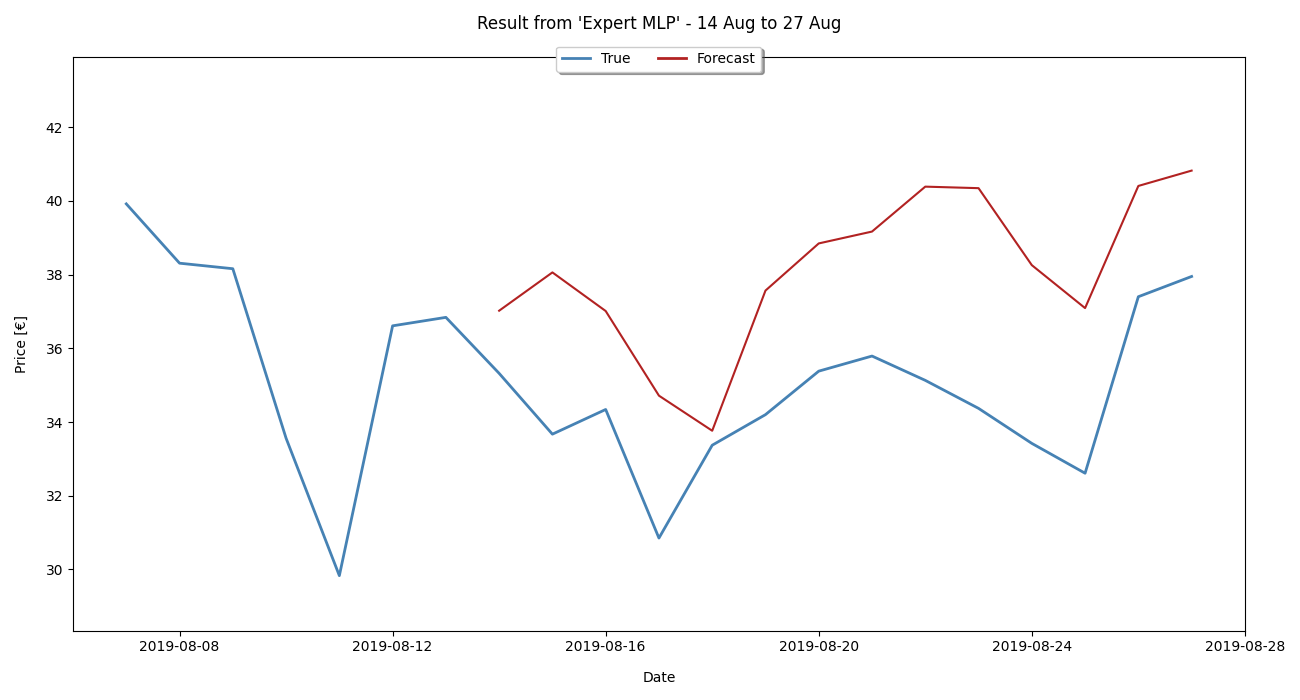 Result from 'Expert MLP' - 14 Aug to 27 Aug
True Forecast
42
40
38
36
34
32
30
Price [€]
2019-08-08 2019-08-12 2019-08-16 2019-08-20 2019-08-24 2019-08-28
Date